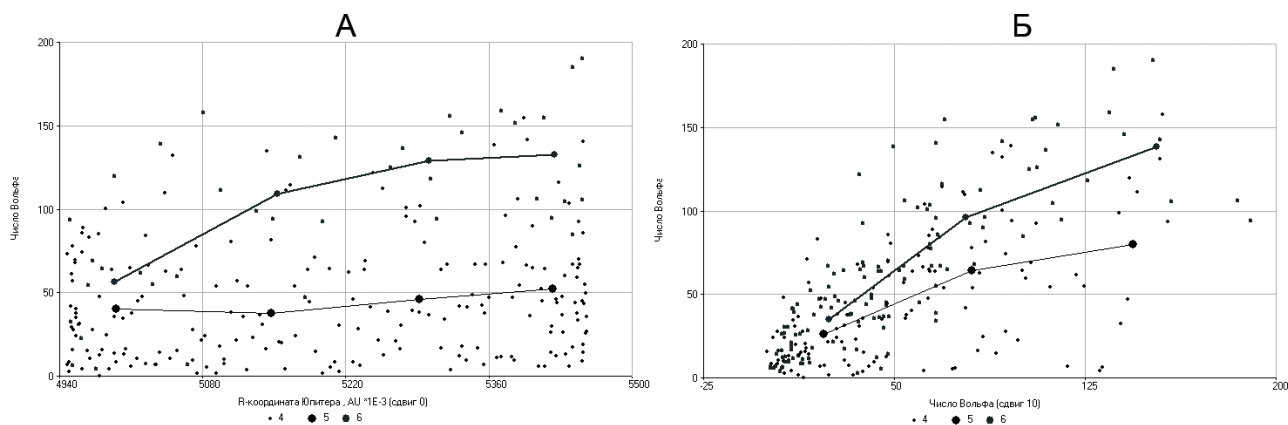 А
Б
200
150
100
50
0
Число Вольфа
4940
5080
5220
5360
5500
R-координата Юпитера , AU *1E-3 (сдвиг 0)
4 5 6
200
150
100
50
0
Число Вольфа
-25
50
125
200
Число Вольфа (сдвиг 10)
4 5 6